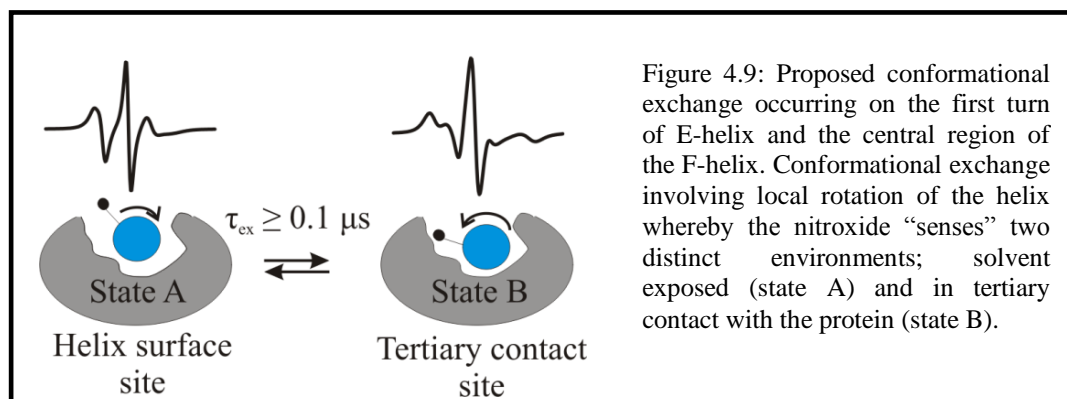 τex ≥ 0.1 μs
State A
State B
Helix surface
site
Tertiary contact
site
Figure 4.9: Proposed conformational
exchange occurring on the first turn
of E-helix and the central region of
the F-helix. Conformational exchange
involving local rotation of the helix
whereby the nitroxide “senses” two
distinct environments; solvent
exposed (state A) and in tertiary
contact with the protein (state B).